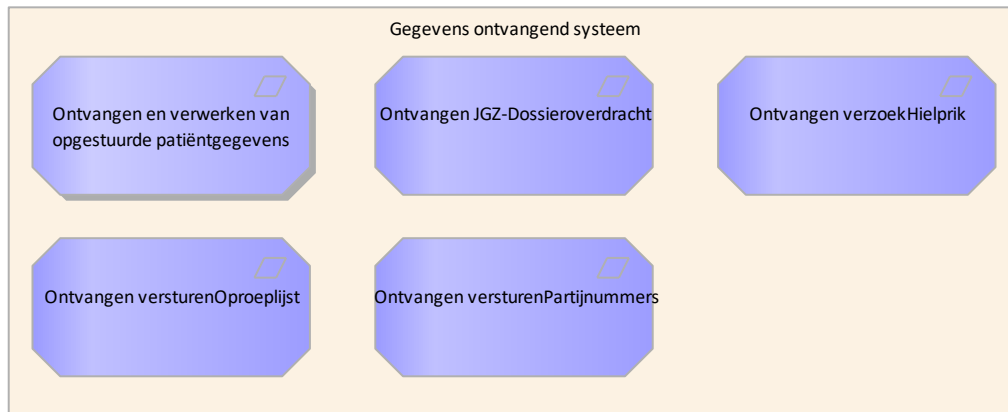 Gegevens ontvangend systeem
Ontvangen en verwerken van
opgestuurde patiëntgegevens
Ontvangen JGZ-Dossieroverdracht
Ontvangen verzoekHielprik
Ontvangen versturenOproeplijst
Ontvangen versturenPartijnummers